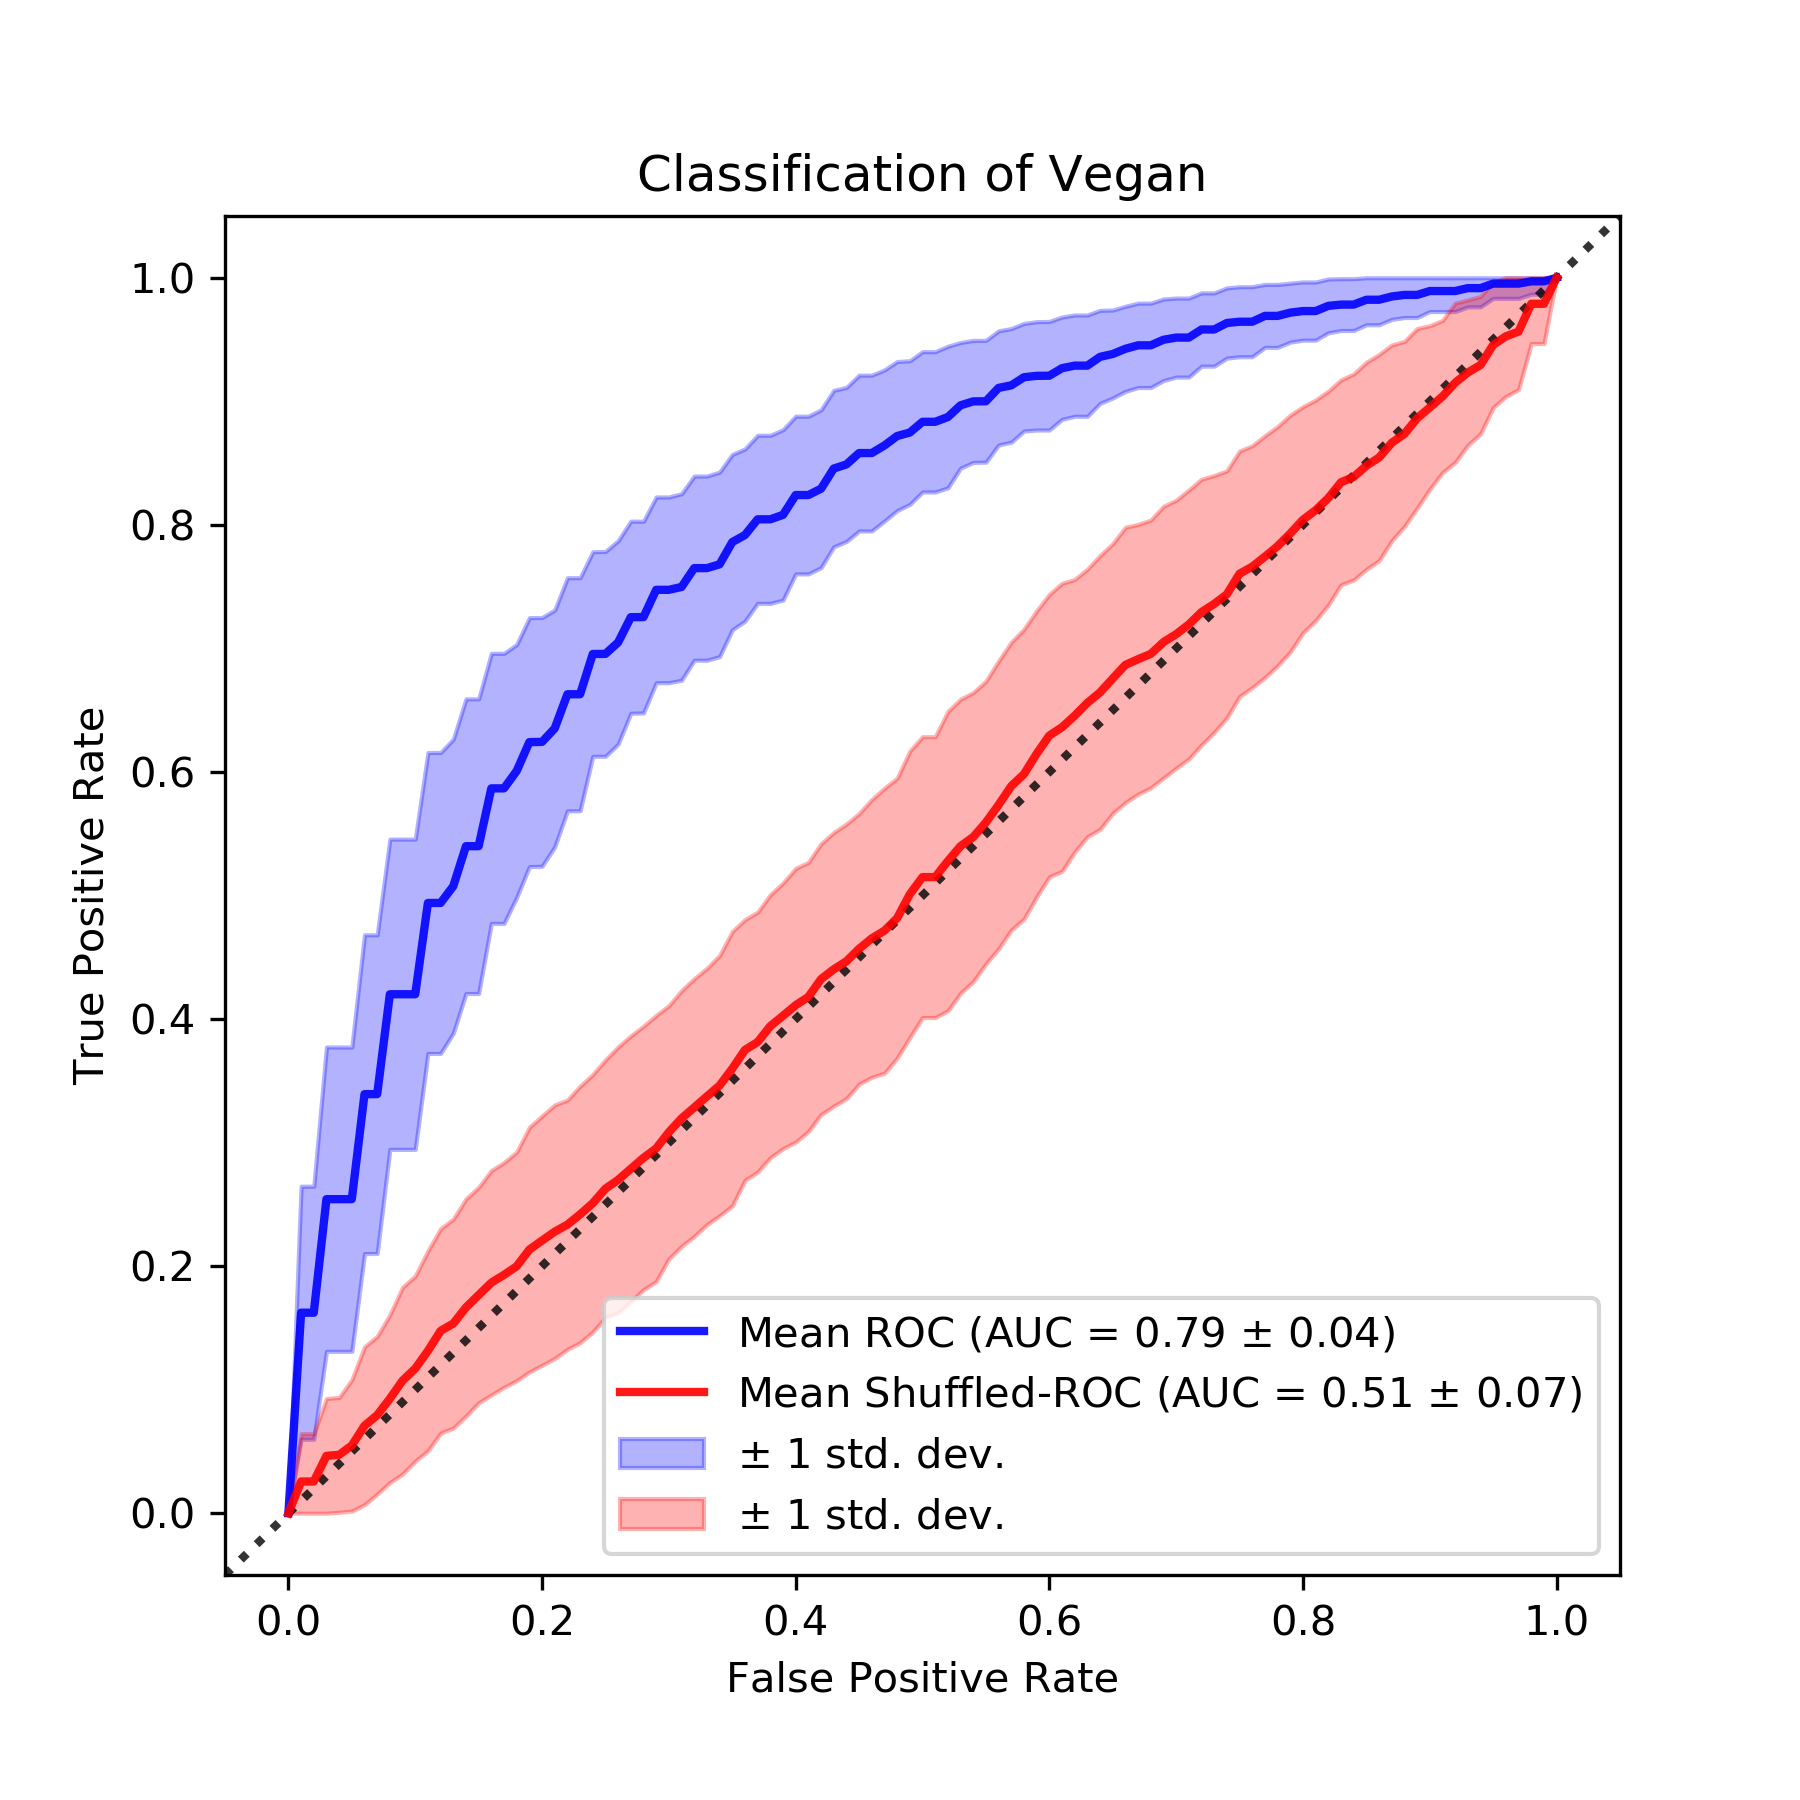 Classification of Vegan
1.0
0.8
0.6
0.4
0.2
0.0
True Positive Rate
Mean ROC (AUC = 0.79 ± 0.04)
Mean Shuffled-ROC (AUC = 0.51 ± 0.07)
± 1 std. dev.
± 1 std. dev.
0.0 0.2 0.4 0.6 0.8 1.0
False Positive Rate